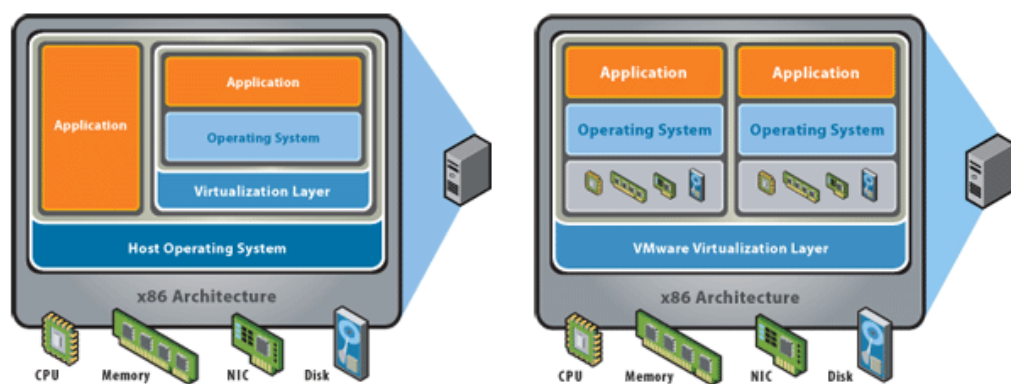 Application
Application
Operating System
Virtualization Layer
Host Operating System
x86 Architecture
CPU
Memory
NIC
Disk
Application
Application
Operating System
Operating System
VMware Virtualization Layer
x86 Architecture
CPU
Memory
NIC
Disk